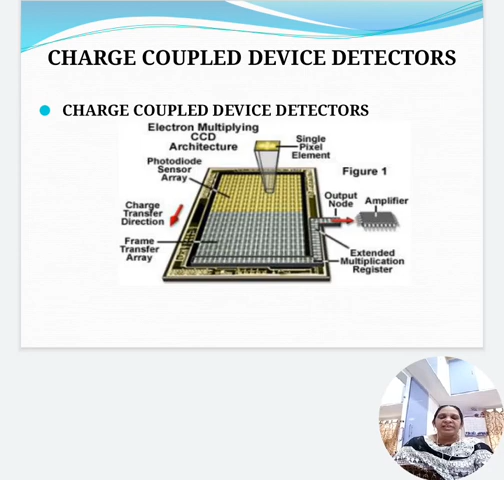 CHARGE COUPLED DEVICE DETECTORS
CHARGE COUPLED DEVICE DETECTORS
Electron Multiplying
CCD
Architecture
Single
Pixel
Element
Photodiode
Sensor
Array
Figure 1
Charge
Transfer
Direction
Output
Node
Amplifier
Frame
Transfer
Array
Extended
Multiplication
Register